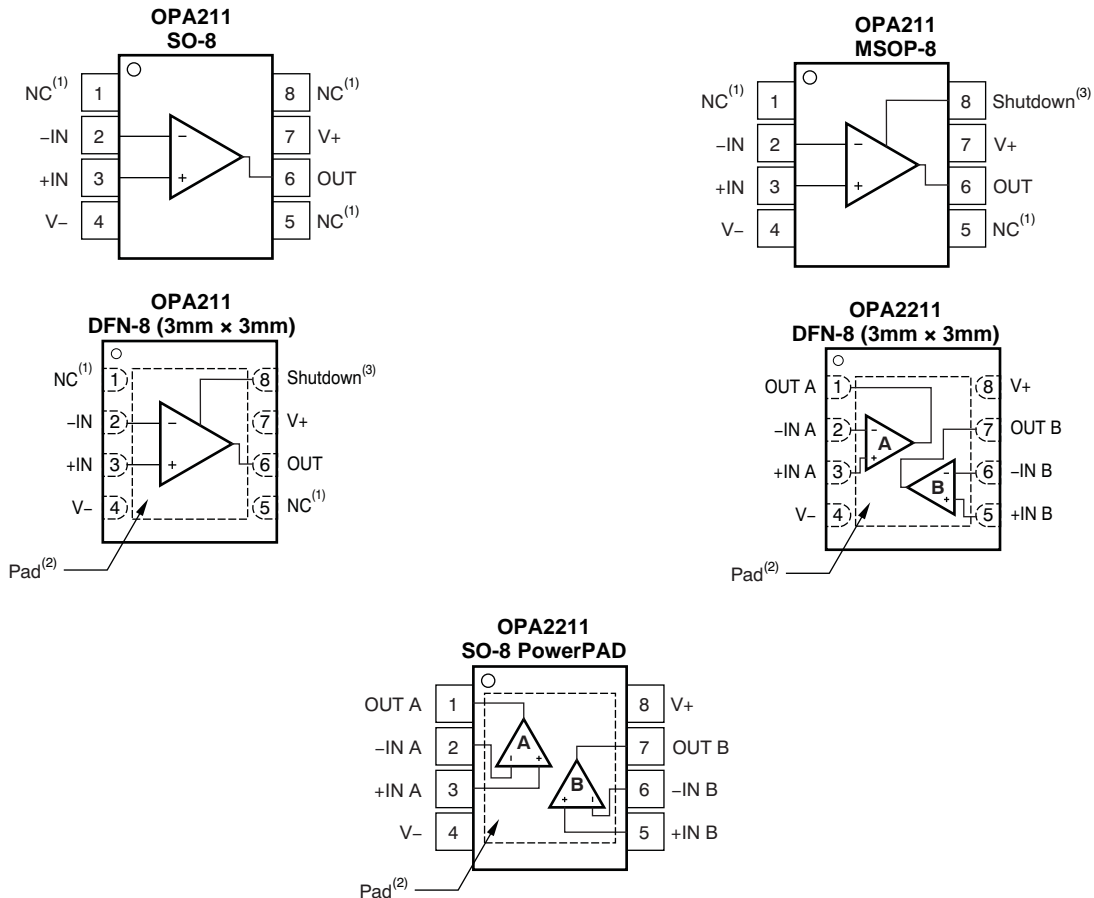 OPA211
SO-8
NC(1) 1 8 NC(1)
−IN 2 − 7 V+
+IN 3 + 6 OUT
V− 4 5 NC(1)
OPA211
MSOP-8
NC(1) 1 8 Shutdown(3)
−IN 2 − 7 V+
+IN 3 + 6 OUT
V− 4 5 NC(1)
OPA211
DFN-8 (3mm × 3mm)
NC(1) 1 8 Shutdown(3)
−IN 2 − 7 V+
+IN 3 + 6 OUT
V− 4 5 NC(1)
Pad(2)
OPA2211
DFN-8 (3mm × 3mm)
OUT A 1 8 V+
−IN A 2 − A 7 OUT B
+IN A 3 + B − 6 −IN B
V− 4 + 5 +IN B
Pad(2)
OPA2211
SO-8 PowerPAD
OUT A 1 8 V+
−IN A 2 A − + 7 OUT B
+IN A 3 B + − 6 −IN B
V− 4 5 +IN B
Pad(2)